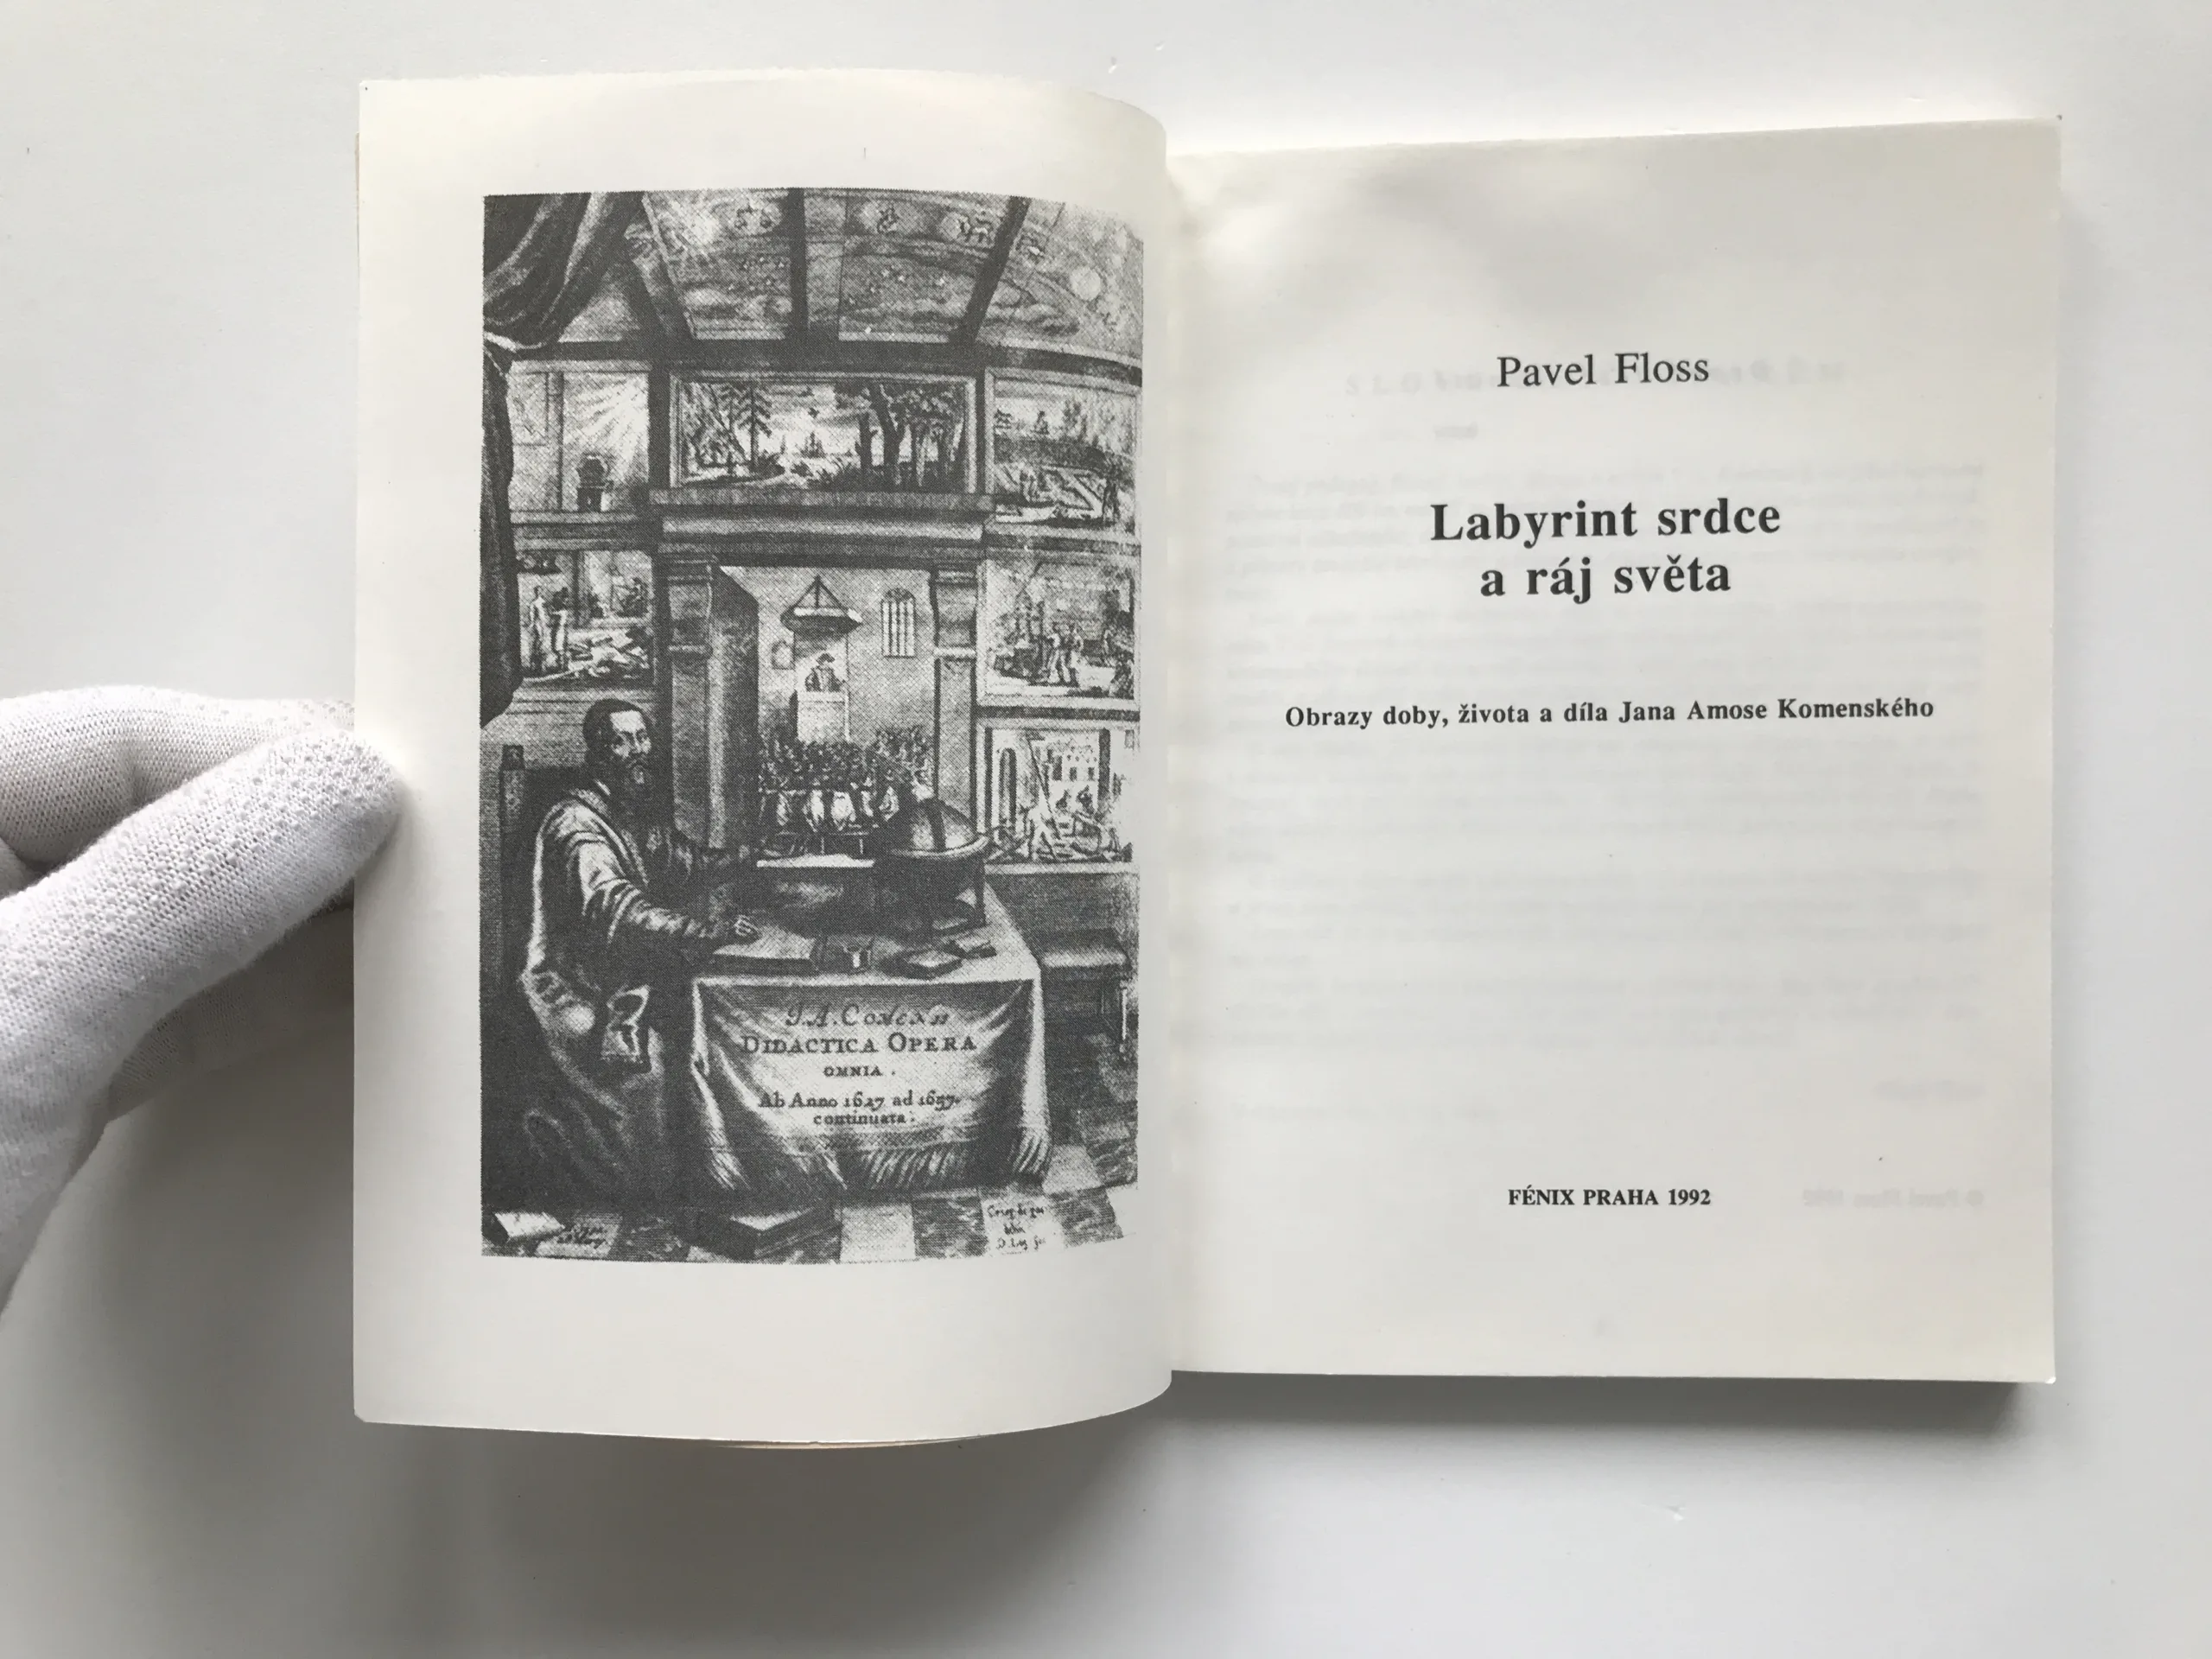 J.A. Comenii
DIDACTICA OPERA
OMNIA.
Ab Anno 1627 ad 1657.
continuata.
Pavel Floss
Labyrint srdce
a ráj světa
Obrazy doby, života a díla Jana Amose Komenského
FÉNIX PRAHA 1992